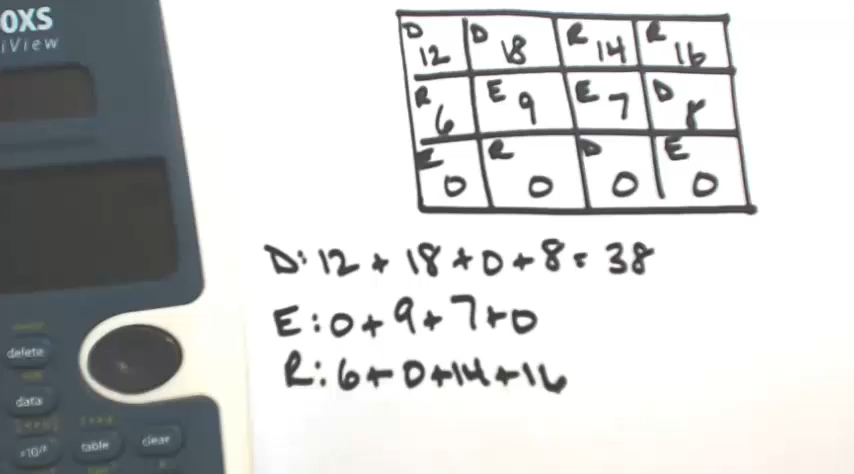 0XS
iView
D 12 D 18 R 14 R 16
R 6 E 9 E 7 D 8
E 0 R 0 D 0 E 0
D: 12 + 18 + 0 + 8 = 38
E: 0 + 9 + 7 + 0
R: 6 + 0 + 14 + 16
delete
data
table
clear